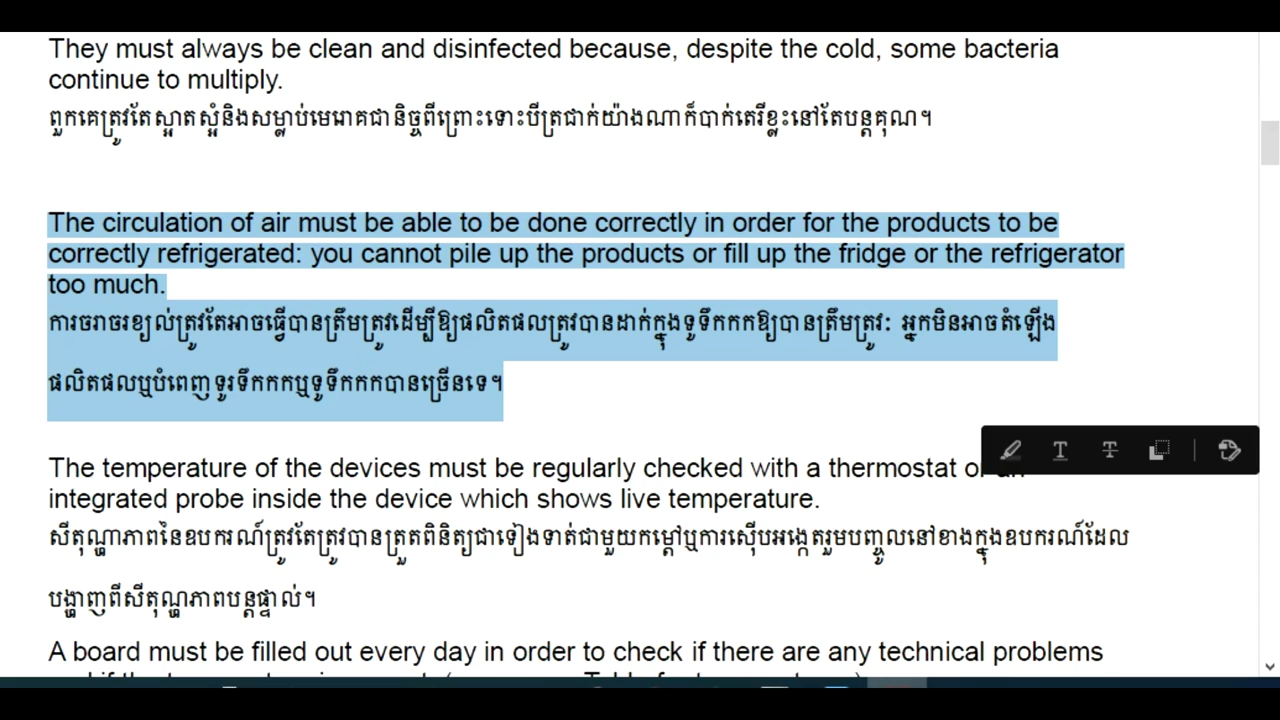 They must always be clean and disinfected because, despite the cold, some bacteria
continue to multiply.
ពួកគេត្រូវតែស្អាតស្អំនិងសម្លាប់មេរោគជានិច្ចពីព្រោះទោះបីត្រជាក់យ៉ាងណាក៏បាក់តេរីខ្លះនៅតែបន្តគុណ។
The circulation of air must be able to be done correctly in order for the products to be
correctly refrigerated: you cannot pile up the products or fill up the fridge or the refrigerator
too much.
ការចរាចរខ្យល់ត្រូវតែអាចធ្វើបានត្រឹមត្រូវដើម្បីឱ្យផលិតផលត្រូវបានដាក់ក្នុងទូទឹកកកឱ្យបានត្រឹមត្រូវ: អ្នកមិនអាចតំឡើង
ផលិតផលឬបំពេញទូរទឹកកកឬទូទឹកកកបានច្រើនទេ។
The temperature of the devices must be regularly checked with a thermostat or an
integrated probe inside the device which shows live temperature.
សីតុណ្ហាភាពនៃឧបករណ៍ត្រូវតែត្រូវបានត្រួតពិនិត្យជាទៀងទាត់ជាមួយកម្តៅឬការស៊ើបអង្កេតរួមបញ្ចូលនៅខាងក្នុងឧបករណ៍ដែល
បង្ហាញពីសីតុណ្ហភាពបន្តផ្ទាល់។
A board must be filled out every day in order to check if there are any technical problems